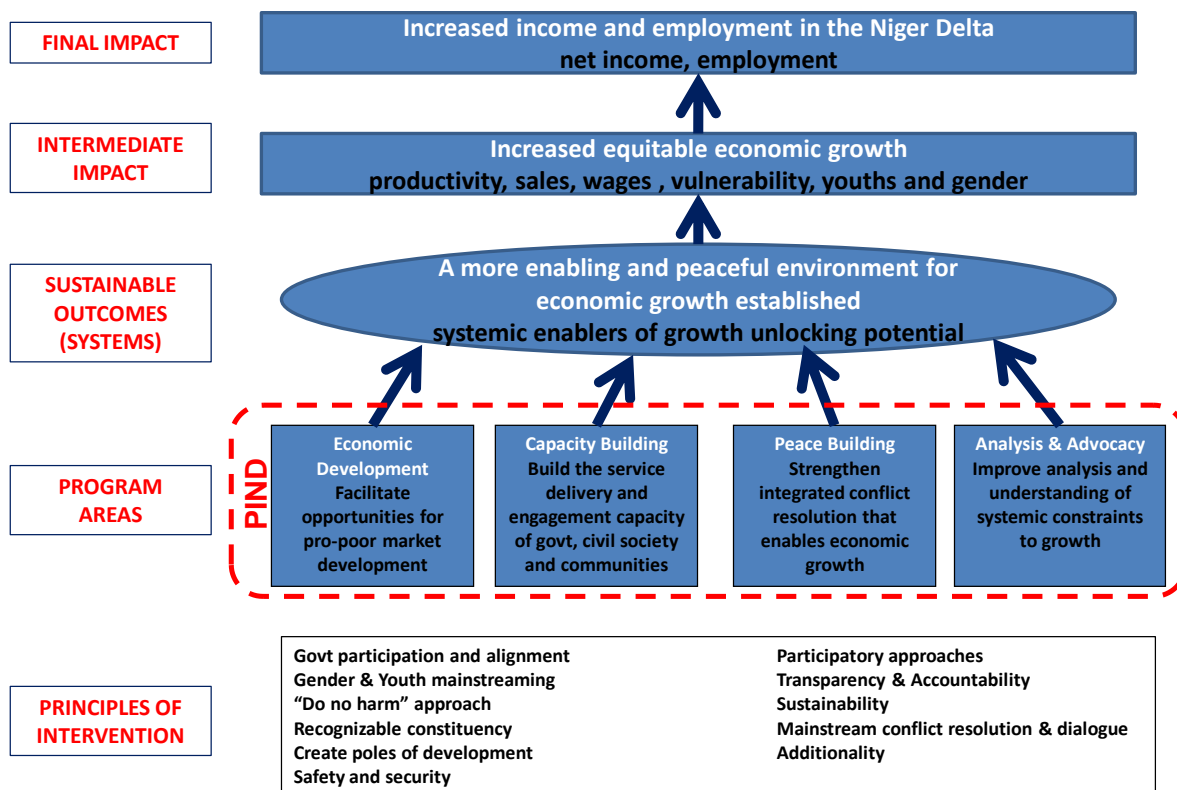 FINAL IMPACT
Increased income and employment in the Niger Delta
net income, employment
INTERMEDIATE
IMPACT
Increased equitable economic growth
productivity, sales, wages , vulnerability, youths and gender
SUSTAINABLE
OUTCOMES
(SYSTEMS)
A more enabling and peaceful environment for
economic growth established
systemic enablers of growth unlocking potential
PROGRAM
AREAS
PIND
Economic
Development
Facilitate
opportunities for
pro-poor market
development
Capacity Building
Build the service
delivery and
engagement capacity
of govt, civil society
and communities
Peace Building
Strengthen
integrated conflict
resolution that
enables economic
growth
Analysis & Advocacy
Improve analysis and
understanding of
systemic constraints
to growth
PRINCIPLES OF
INTERVENTION
Govt participation and alignment
Gender & Youth mainstreaming
“Do no harm” approach
Recognizable constituency
Create poles of development
Safety and security
Participatory approaches
Transparency & Accountability
Sustainability
Mainstream conflict resolution & dialogue
Additionality